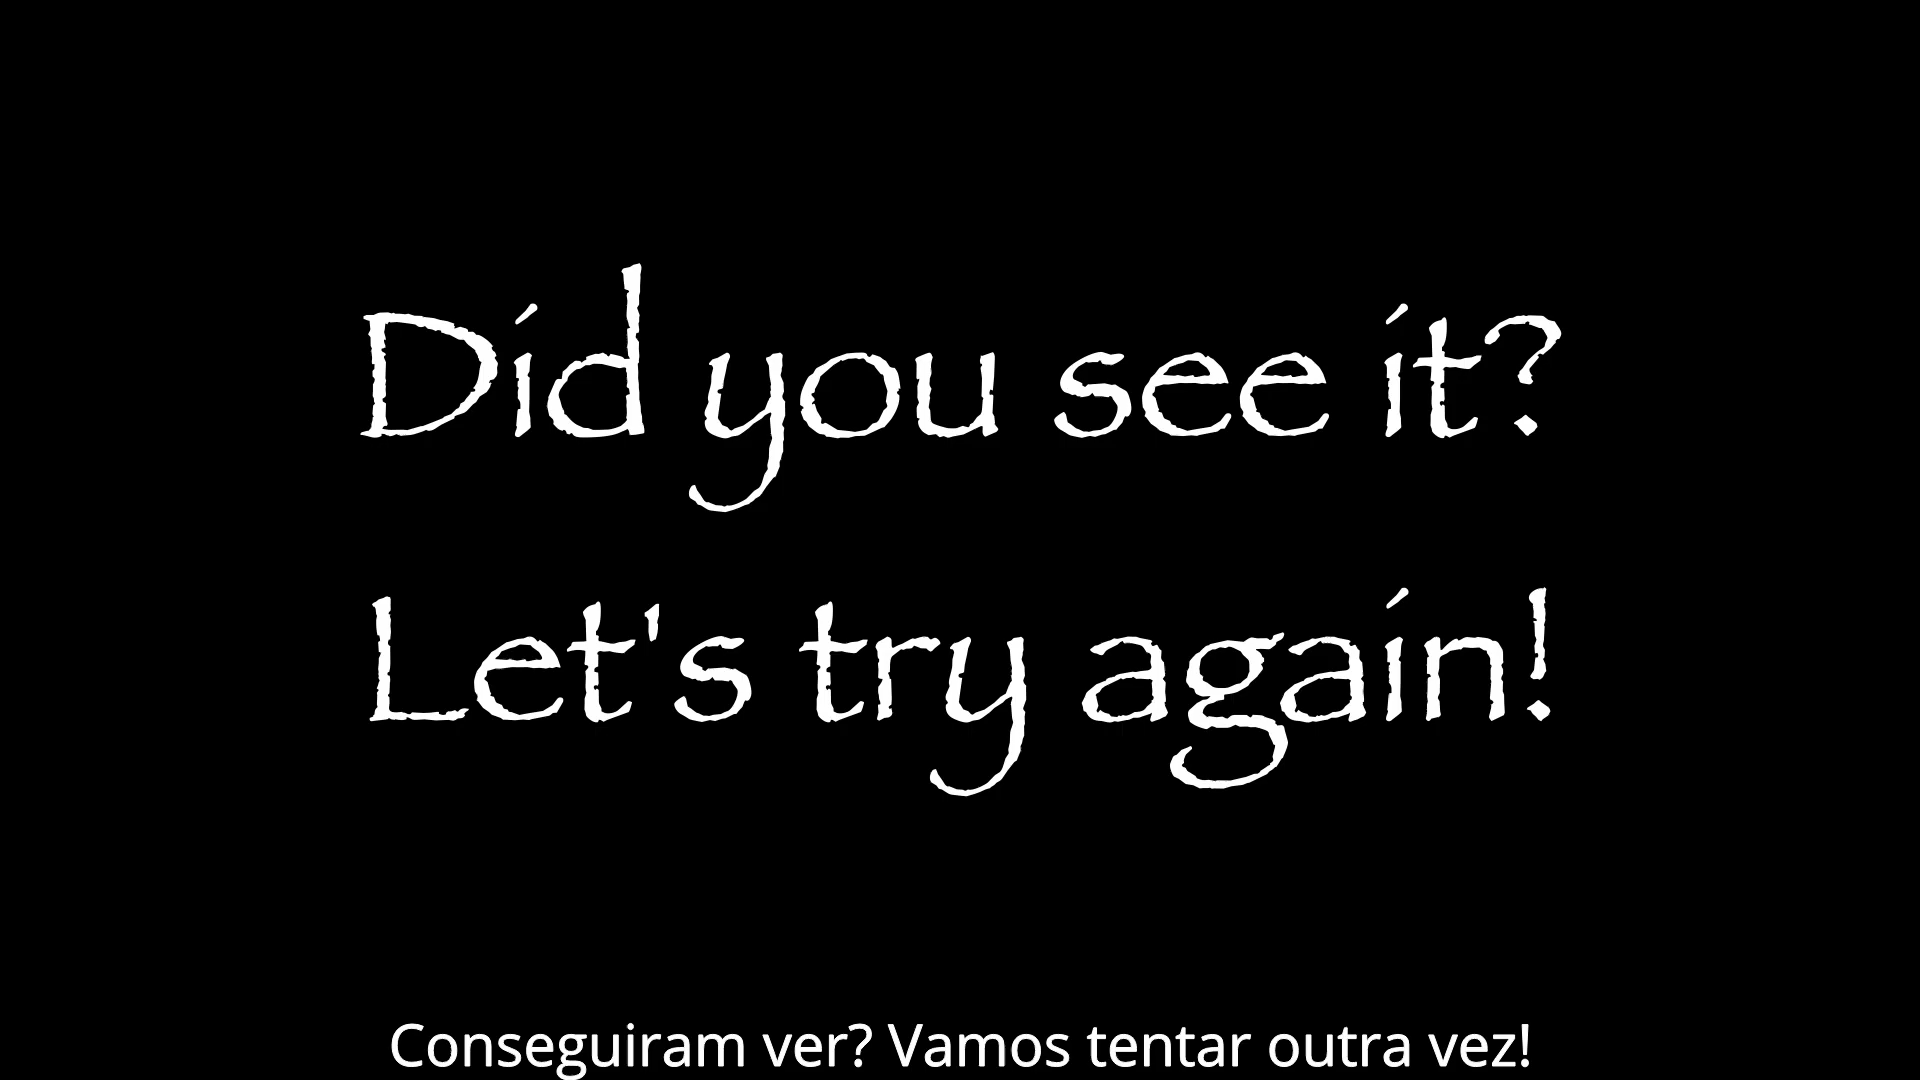 Did you see it?
Let's try again!
Conseguiram ver? Vamos tentar outra vez!